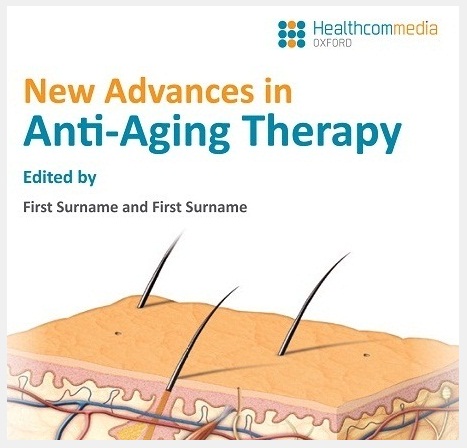 Healthcommedia
OXFORD
New Advances in
Anti-Aging Therapy
Edited by
First Surname and First Surname